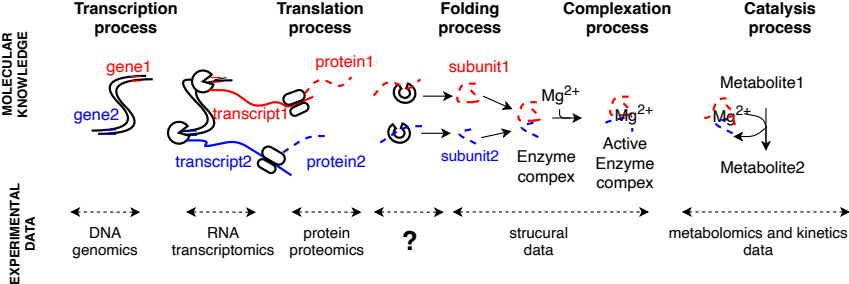 Transcription process
Translation process
Folding process
Complexation process
Catalysis process
MOLECULAR KNOWLEDGE
gene1
gene2
transcript1
transcript2
protein1
protein2
subunit1
subunit2
Mg2+
Enzyme
compex
Mg2+
Active
Enzyme
compex
Metabolite1
Mg2+
Metabolite2
EXPERIMENTAL DATA
DNA
genomics
RNA
transcriptomics
protein
proteomics
?
strucural
data
metabolomics and kinetics
data